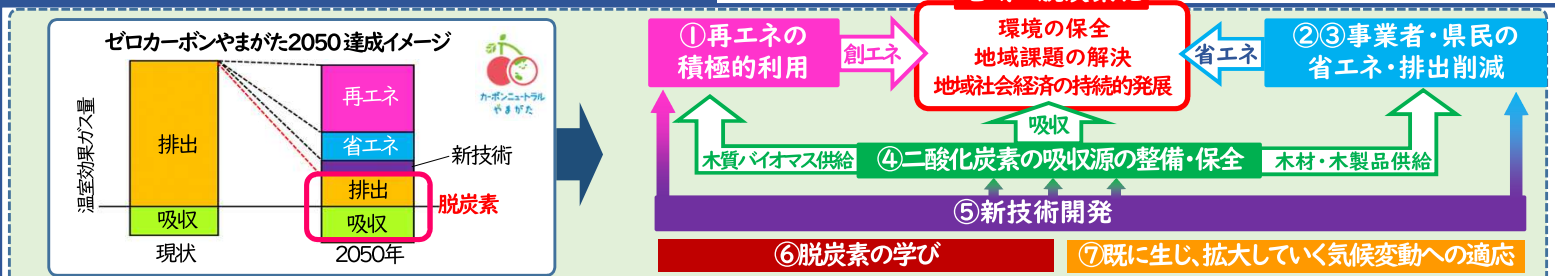 ゼロカーボンやまがた2050達成イメージ
カーボンニュートラル
やまがた
温室効果ガス量
排出
吸収
現状
再エネ
省エネ
新技術
排出
脱炭素
吸収
2050年
①再エネの
積極的利用
創エネ
環境の保全
地域課題の解決
地域社会経済の持続的発展
省エネ
②③事業者・県民の
省エネ・排出削減
吸収
木質バイオマス供給
④二酸化炭素の吸収源の整備・保全
木材・木製品供給
⑤新技術開発
⑥脱炭素の学び
⑦既に生じ、拡大していく気候変動への適応